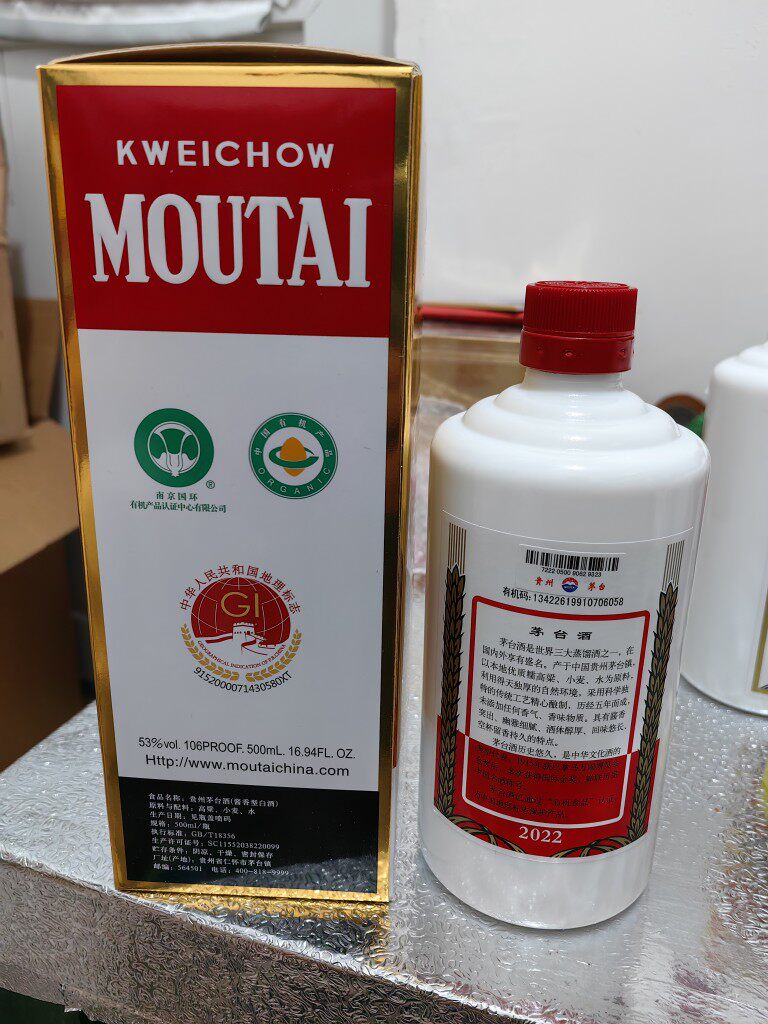 KWEICHOW
MOUTAI
南京国环
有机产品认证中心有限公司
®
中国有机产品
ORGANIC
中华人民共和国地理标志
GI
GEOGRAPHICAL INDICATION OF P.R.CHINA
9152000071430580XT
53%vol. 106PROOF. 500mL. 16.94FL. OZ.
Http://www.moutaichina.com
食品名称：贵州茅台酒(酱香型白酒)
原料与配料：高粱、小麦、水
生产日期：见瓶盖喷码
规格：500ml/瓶
执行标准：GB/T18356
生产许可证号：SC11552038220099
贮存条件：阴凉、干燥、密封保存
厂址(产地)：贵州省仁怀市茅台镇
邮编：564501 电话：400-818-9999
7222 0500 9062 9323
贵州 茅台
有机码:13422619910706058
茅台酒
茅台酒是世界三大蒸馏酒之一，在
国内外享有盛名。产于中国贵州茅台镇，
以本地优质糯高粱、小麦、水为原料，
利用得天独厚的自然环境，采用科学独
特的传统工艺精心酿制，历经五年而成，
未添加任何香气、香味物质。具有酱香
突出、幽雅细腻、酒体醇厚、回味悠长、
空杯留香持久的特点。
茅台酒历史悠久，是中华文化酒的
2022